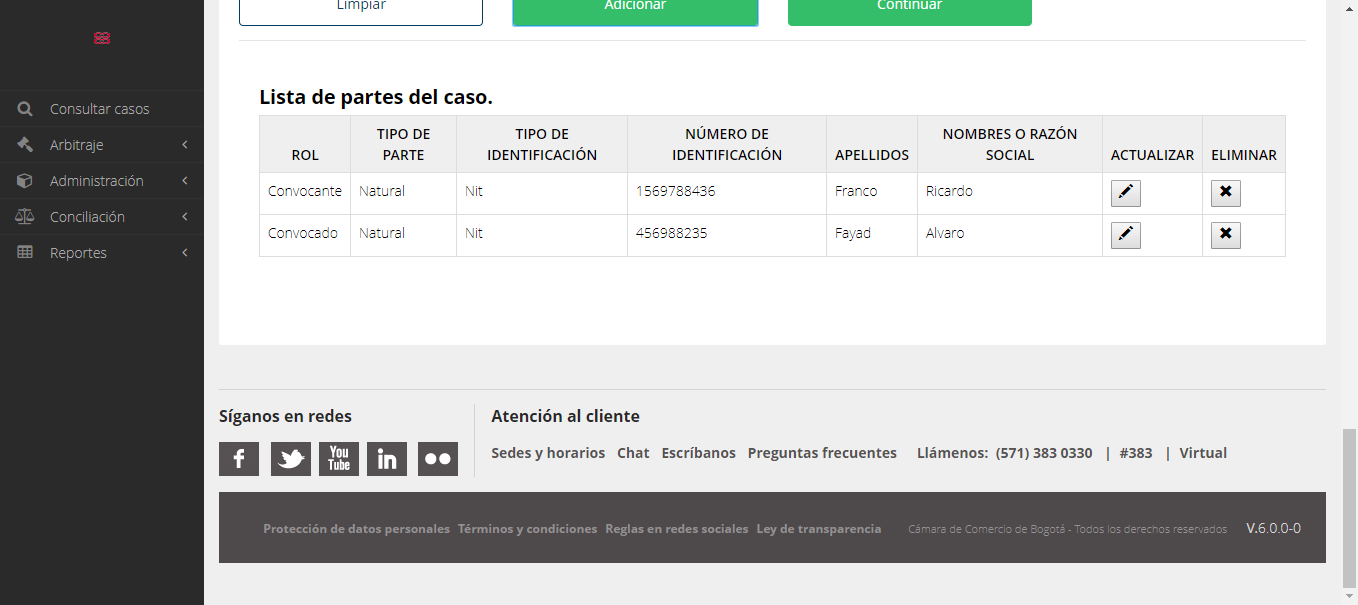 Limpiar Adicionar Continuar
Consultar casos
Arbitraje
Administración
Conciliación
Reportes
Lista de partes del caso.
ROL TIPO DE PARTE TIPO DE IDENTIFICACIÓN NÚMERO DE IDENTIFICACIÓN APELLIDOS NOMBRES O RAZÓN SOCIAL ACTUALIZAR ELIMINAR
Convocante Natural Nit 1569788436 Franco Ricardo
Convocado Natural Nit 456988235 Fayad Alvaro
Síganos en redes
You Tube in
Atención al cliente
Sedes y horarios Chat Escríbanos Preguntas frecuentes Llámenos: (571) 383 0330 | #383 | Virtual
Protección de datos personales Términos y condiciones Reglas en redes sociales Ley de transparencia Cámara de Comercio de Bogotá - Todos los derechos reservados V.6.0.0-0